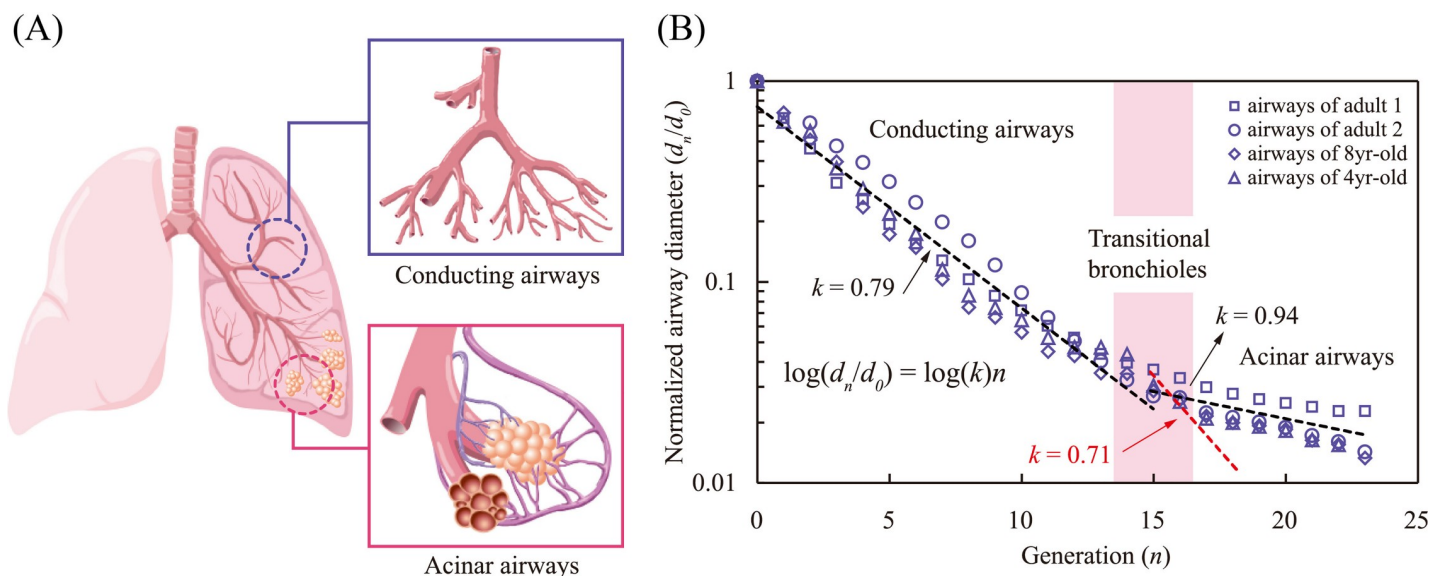 (A)
Conducting airways
Acinar airways
(B)
Normalized airway diameter (dₙ/d₀)
1
0.1
0.01
0
5
10
15
20
25
Generation (n)
Conducting airways
airways of adult 1
airways of adult 2
airways of 8yr-old
airways of 4yr-old
Transitional
bronchioles
k = 0.79
k = 0.94
Acinar airways
log(dₙ/d₀) = log(k)n
k = 0.71